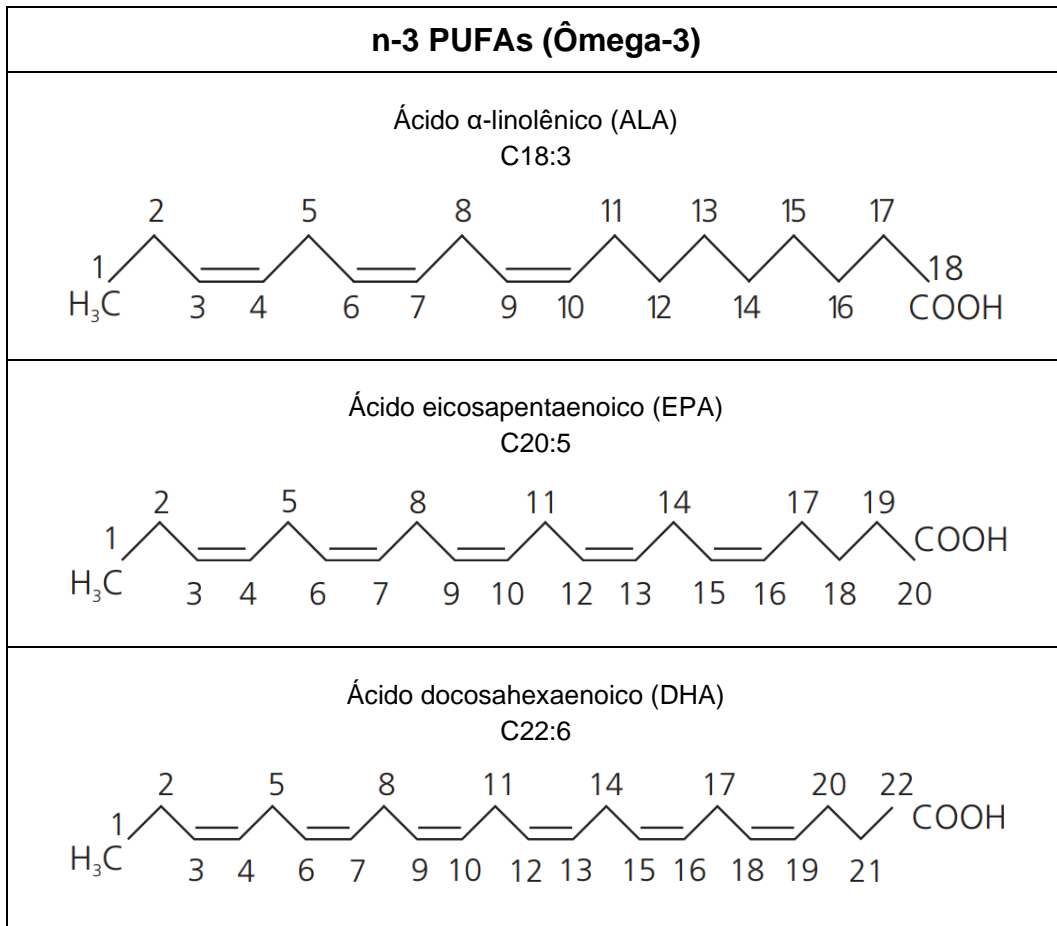 n-3 PUFAs (Ômega-3)
Ácido α-linolênico (ALA)
C18:3
2 5 8 11 13 15 17
1 18
H₃C 3 4 6 7 9 10 12 14 16 COOH
Ácido eicosapentaenoico (EPA)
C20:5
2 5 8 11 14 17 19
1 COOH
H₃C 3 4 6 7 9 10 12 13 15 16 18 20
Ácido docosahexaenoico (DHA)
C22:6
2 5 8 11 14 17 20 22
1 COOH
H₃C 3 4 6 7 9 10 12 13 15 16 18 19 21